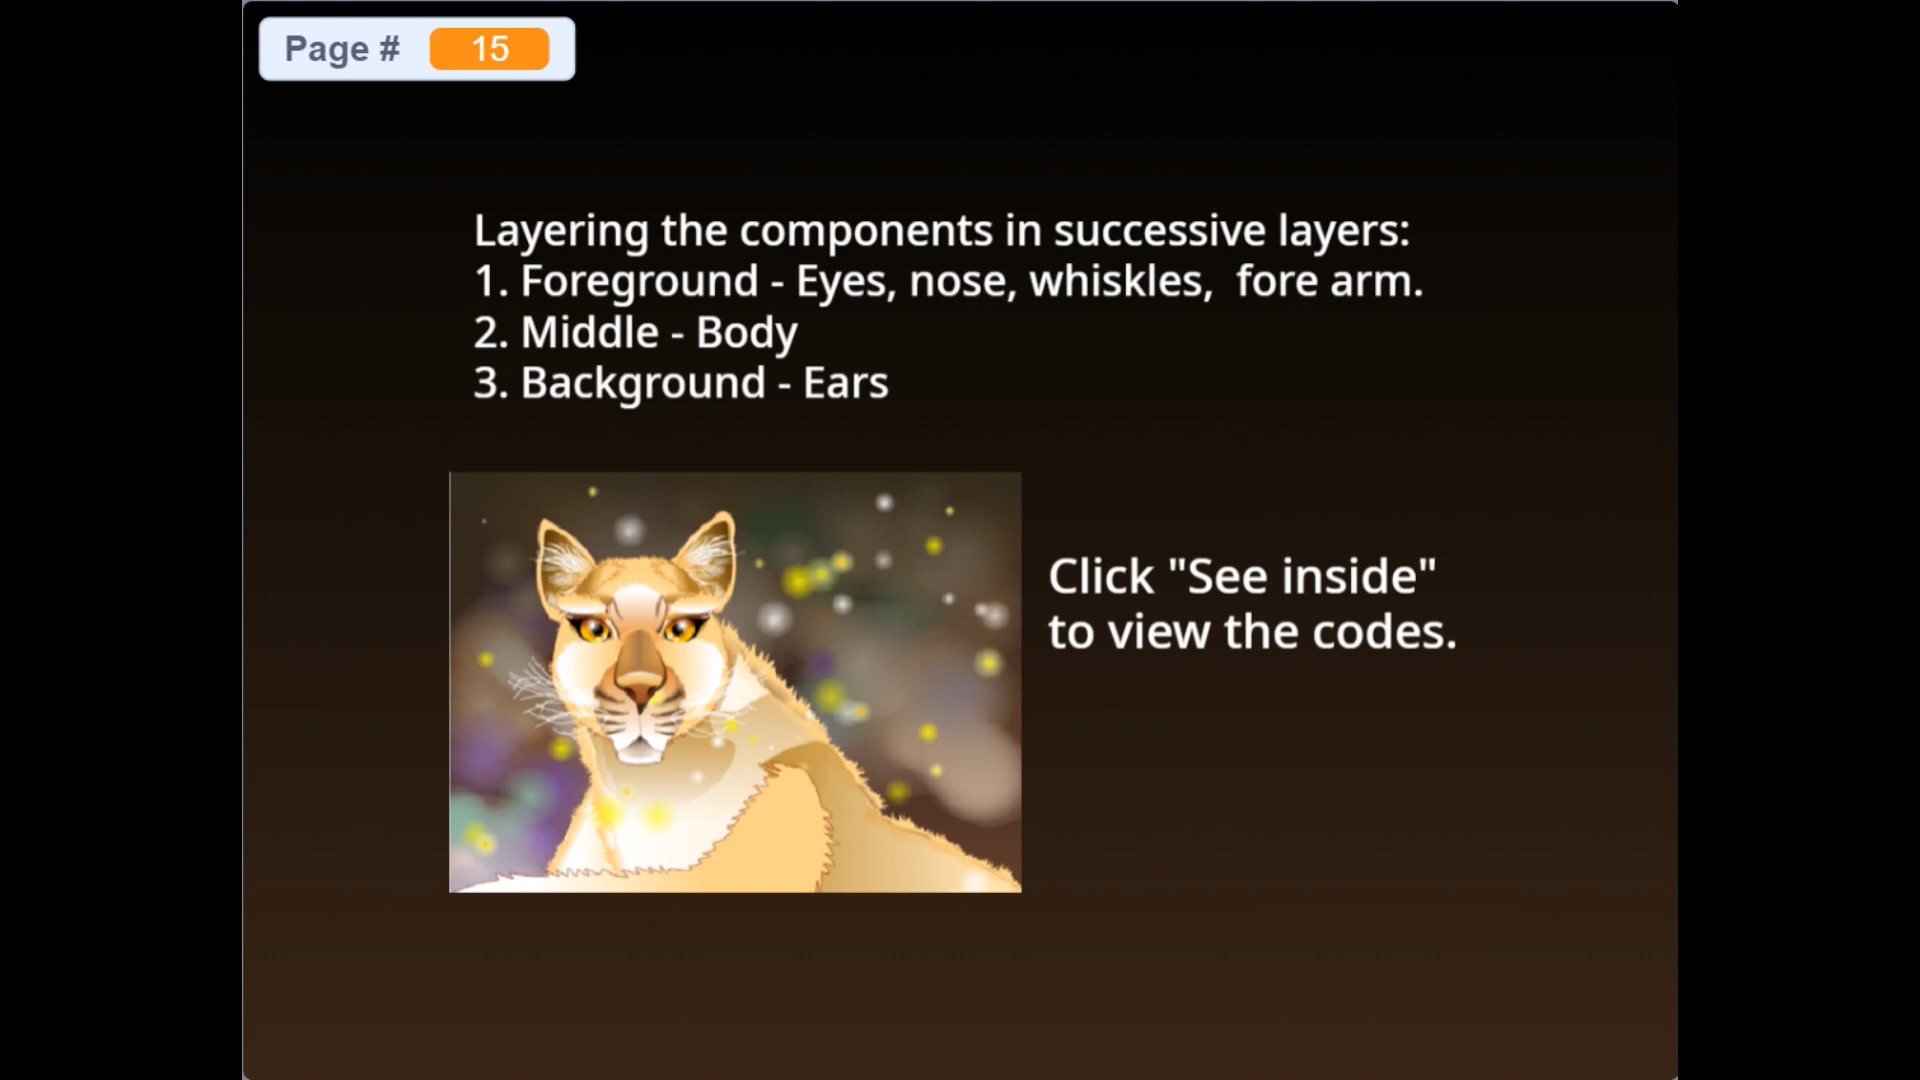 Page # 15
Layering the components in successive layers:
1. Foreground - Eyes, nose, whiskles,  fore arm.
2. Middle - Body
3. Background - Ears
Click "See inside"
to view the codes.